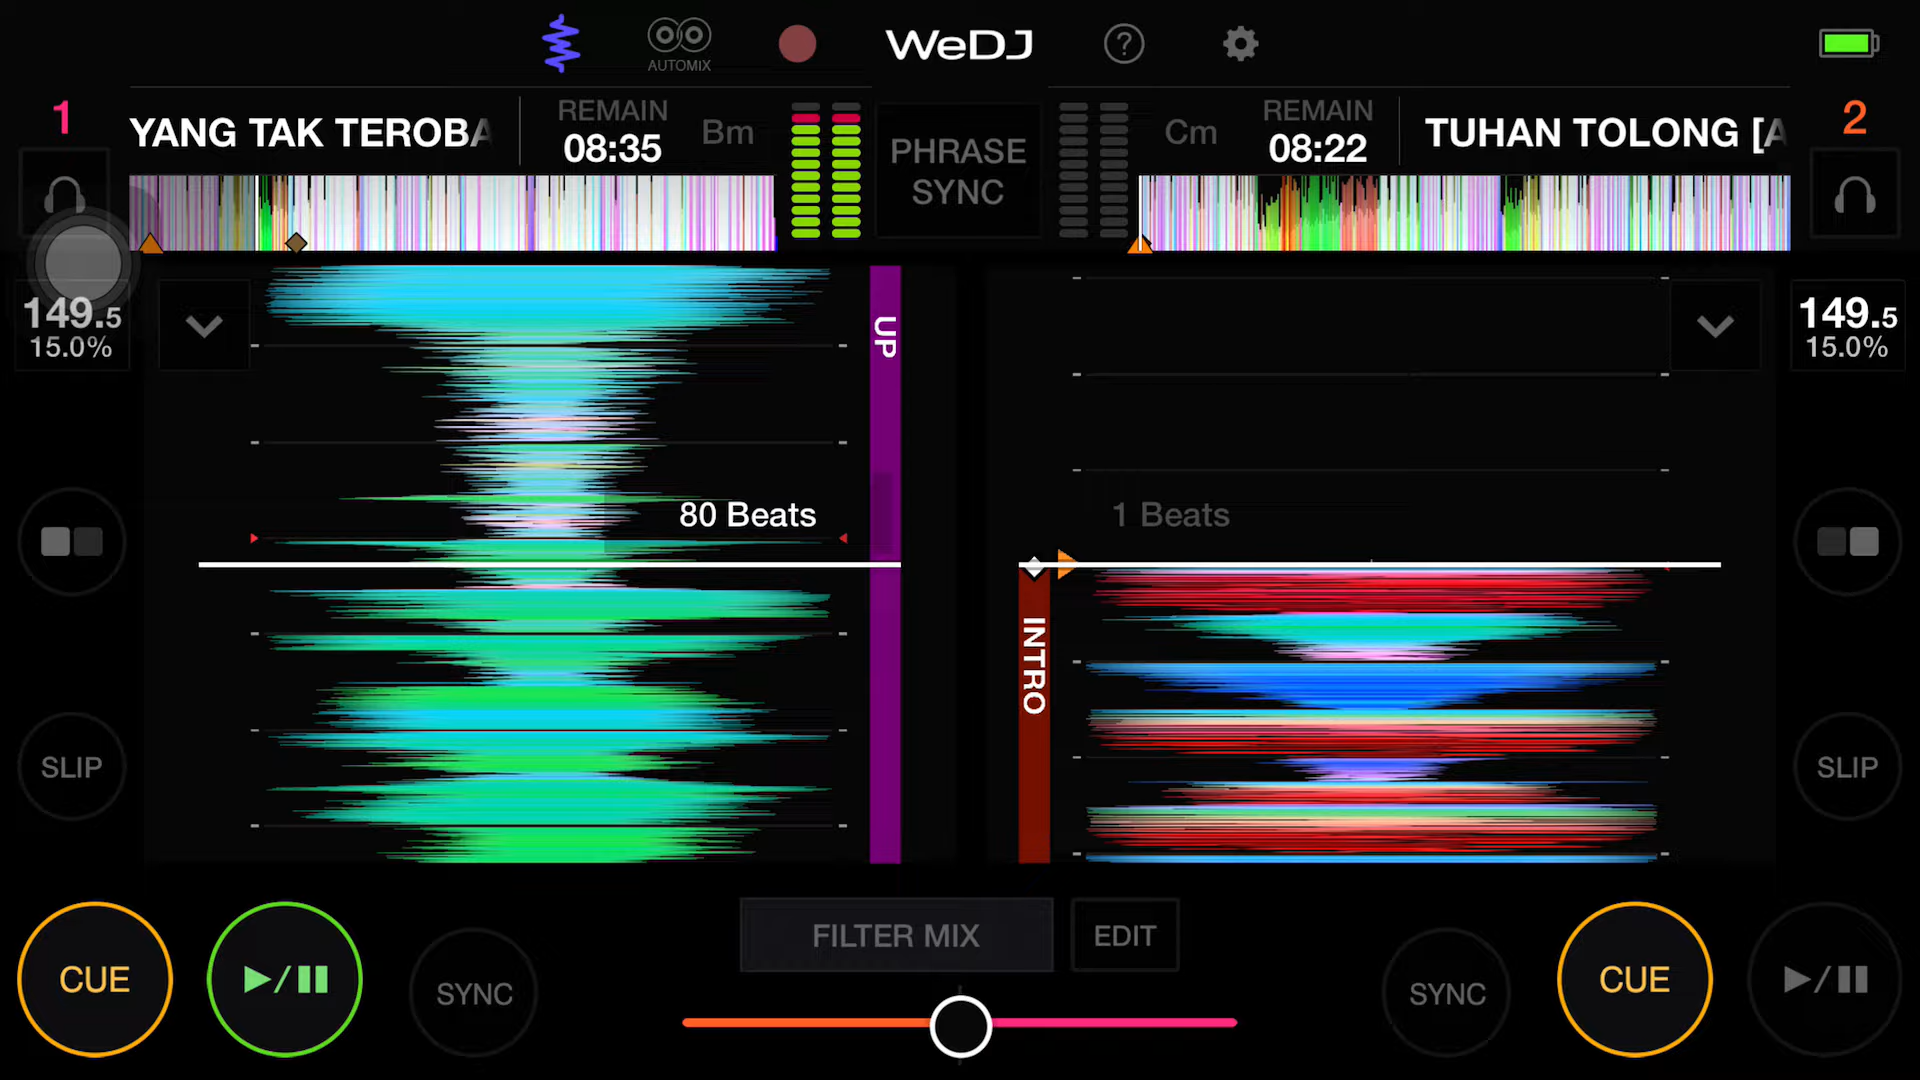 WeDJ
AUTOMIX
1
YANG TAK TEROBA
REMAIN
08:35
Bm
PHRASE
SYNC
Cm
REMAIN
08:22
TUHAN TOLONG [A
2
149.5
15.0%
UP
149.5
15.0%
80 Beats
1 Beats
INTRO
SLIP
SLIP
FILTER MIX
EDIT
CUE
SYNC
SYNC
CUE